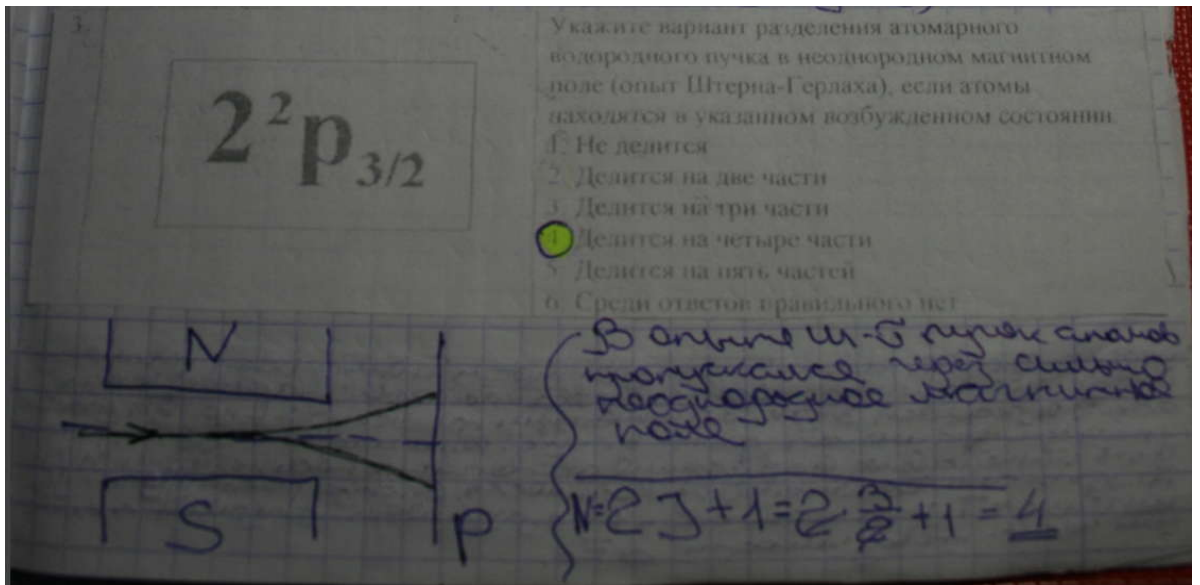 3.
2²p₃/₂
Укажите вариант разделения атомарного
водородного пучка в неоднородном магнитном
поле (опыт Штерна-Герлаха), если атомы
находятся в указанном возбужденном состоянии
1. Не делится
2. Делится на две части
3. Делится на три части
4. Делится на четыре части
5. Делится на пять частей
6. Среди ответов правильного нет
N
S
P
В опыте Ш-Г пучок атомов
пропускался через сильно
неоднородное магнитное
поле
N=2J+1=2·3/2+1=4